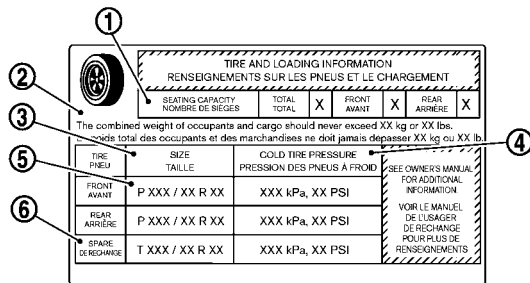 ①
TIRE AND LOADING INFORMATION
RENSEIGNEMENTS SUR LES PNEUS ET LE CHARGEMENT
②
SEATING CAPACITY
NOMBRE DE SIÈGES
TOTAL
TOTAL
X
FRONT
AVANT
X
REAR
ARRIÈRE
X
The combined weight of occupants and cargo should never exceed XX kg or XX lbs.
poids total des occupants et des marchandises ne doit jamais dépasser XX kg ou XX lb.
③
④
TIRE
PNEU
SIZE
TAILLE
COLD TIRE PRESSURE
PRESSION DES PNEUS À FROID
SEE OWNER'S MANUAL
FOR ADDITIONAL
INFORMATION.
VOIR LE MANUEL
DE L'USAGER
DE RECHANGE
POUR PLUS DE
RENSEIGNEMENTS
⑤
FRONT
AVANT
P XXX / XX R XX
XXX kPa, XX PSI
REAR
ARRIÈRE
P XXX / XX R XX
XXX kPa, XX PSI
⑥
SPARE
DE RECHANGE
T XXX / XX R XX
XXX kPa, XX PSI